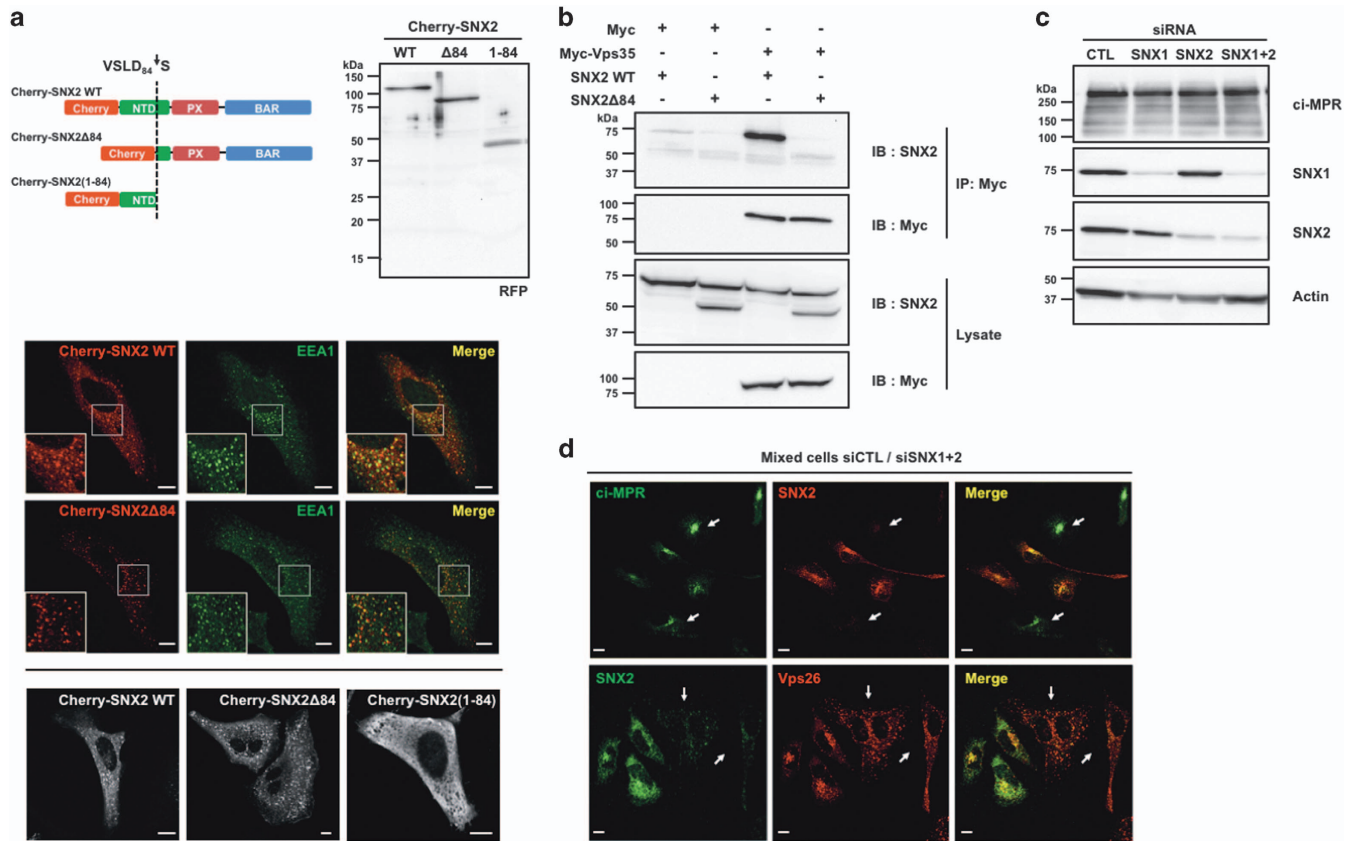 a
VSLD84 S
Cherry-SNX2 WT
Cherry NTD PX BAR
Cherry-SNX2Δ84
Cherry PX BAR
Cherry-SNX2(1-84)
Cherry NTD
Cherry-SNX2
WT Δ84 1-84
kDa
150
100
75
50
37
25
20
15
RFP
Cherry-SNX2 WT
EEA1
Merge
Cherry-SNX2Δ84
EEA1
Merge
Cherry-SNX2 WT
Cherry-SNX2Δ84
Cherry-SNX2(1-84)
b
Myc + + - -
Myc-Vps35 - - + +
SNX2 WT + - + -
SNX2Δ84 - + - +
kDa
75
50
37
IB : SNX2
100
75
50
IB : Myc
IP: Myc
75
50
37
IB : SNX2
100
75
IB : Myc
Lysate
c
siRNA
CTL SNX1 SNX2 SNX1+2
kDa
250
150
100
ci-MPR
75
SNX1
75
SNX2
50
37
Actin
d
Mixed cells siCTL / siSNX1+2
ci-MPR
SNX2
Merge
SNX2
Vps26
Merge